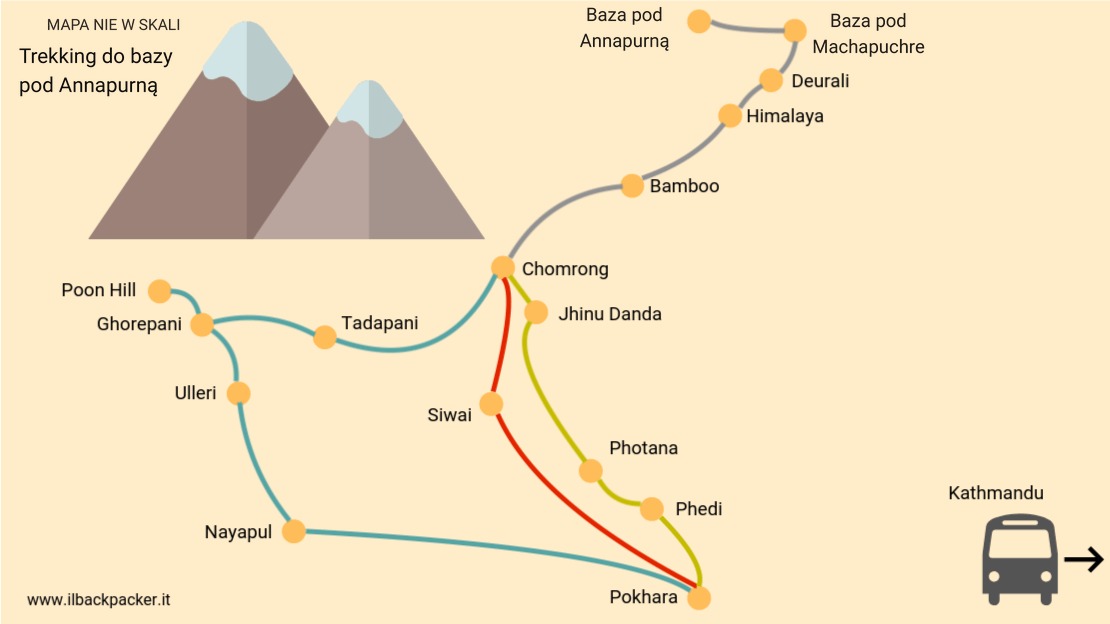 MAPA NIE W SKALI
Trekking do bazy
pod Annapurną
Baza pod
Annapurną
Baza pod
Machapuchre
Deurali
Himalaya
Bamboo
Chomrong
Poon Hill
Jhinu Danda
Ghorepani
Tadapani
Ulleri
Siwai
Photana
Kathmandu
Phedi
Nayapul
Pokhara
www.ilbackpacker.it